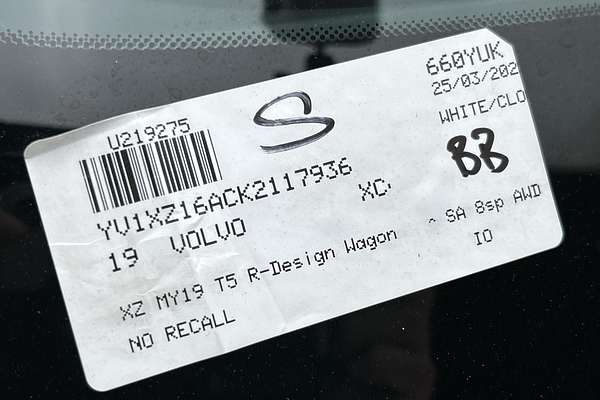 660YUK
25/03/202
WHITE/CLO
U219275
S
BB
YV1XZ16ACK2117936
19 VOLVO XC
XZ MY19 T5 R-Design Wagon SA 8sp AWD
NO RECALL IO